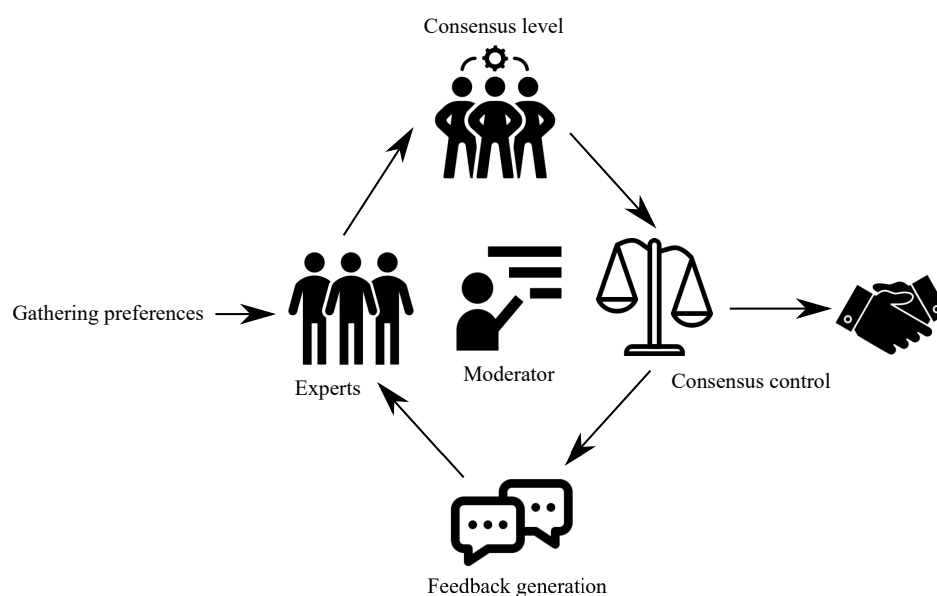 Consensus level
Gathering preferences
Experts
Moderator
Consensus control
Feedback generation